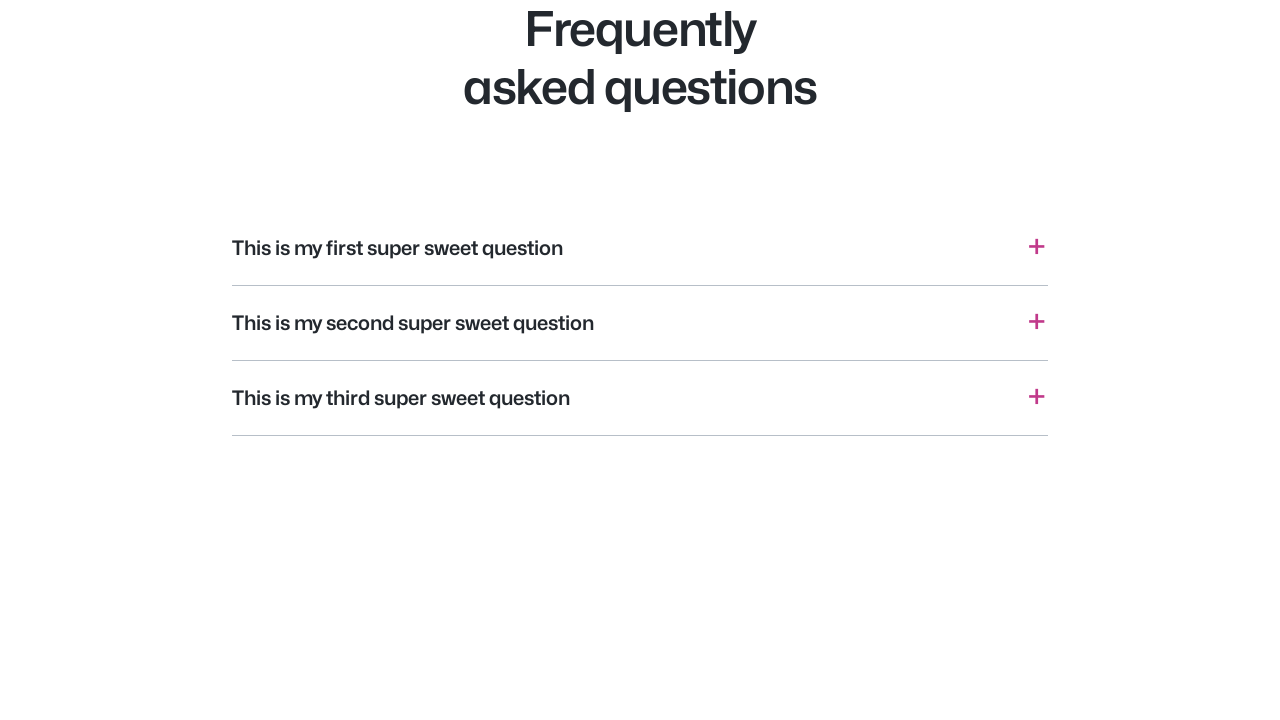 Frequently
asked questions
This is my first super sweet question
This is my second super sweet question
This is my third super sweet question